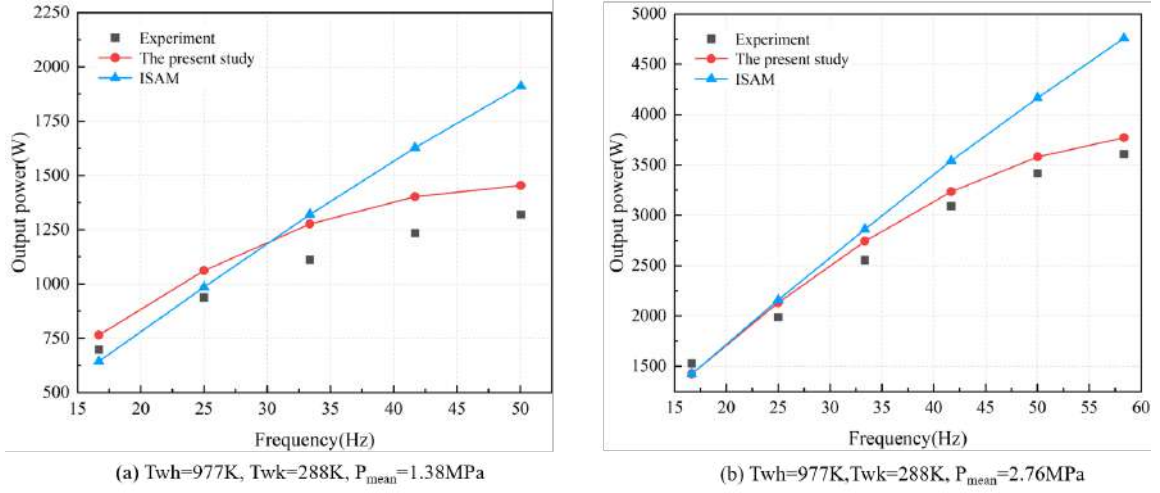 2250
2000
1750
1500
1250
1000
750
500
Output power(W)
Experiment
The present study
ISAM
15 20 25 30 35 40 45 50
Frequency(Hz)
(a) Twh=977K, Twk=288K, Pmean=1.38MPa
4500
4000
3500
3000
2500
2000
1500
Output power(W)
Experiment
The present study
ISAM
15 20 25 30 35 40 45 50 55 60
Frequency(Hz)
(b) Twh=977K,Twk=288K, Pmean=2.76MPa